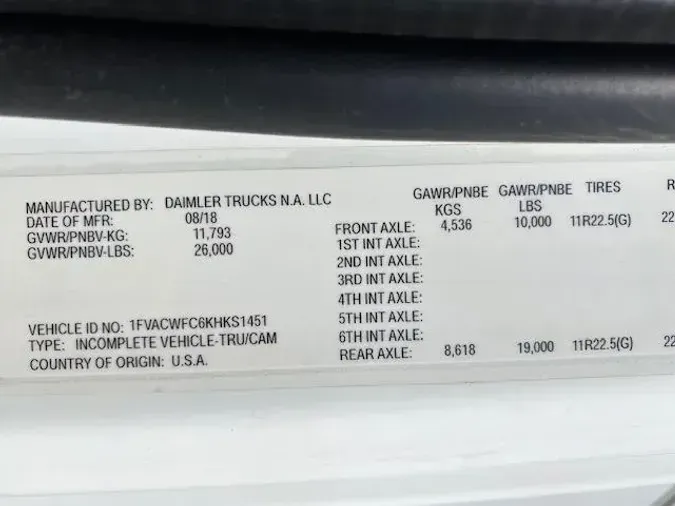 MANUFACTURED BY: DAIMLER TRUCKS N.A. LLC
DATE OF MFR: 08/18
GVWR/PNBV-KG: 11,793
GVWR/PNBV-LBS: 26,000
VEHICLE ID NO: 1FVACWFC6KHKS1451
TYPE: INCOMPLETE VEHICLE-TRU/CAM
COUNTRY OF ORIGIN: U.S.A.
GAWR/PNBE GAWR/PNBE TIRES R
KGS LBS
FRONT AXLE: 4,536 10,000 11R22.5(G) 22
1ST INT AXLE:
2ND INT AXLE:
3RD INT AXLE:
4TH INT AXLE:
5TH INT AXLE:
6TH INT AXLE:
REAR AXLE: 8,618 19,000 11R22.5(G) 22